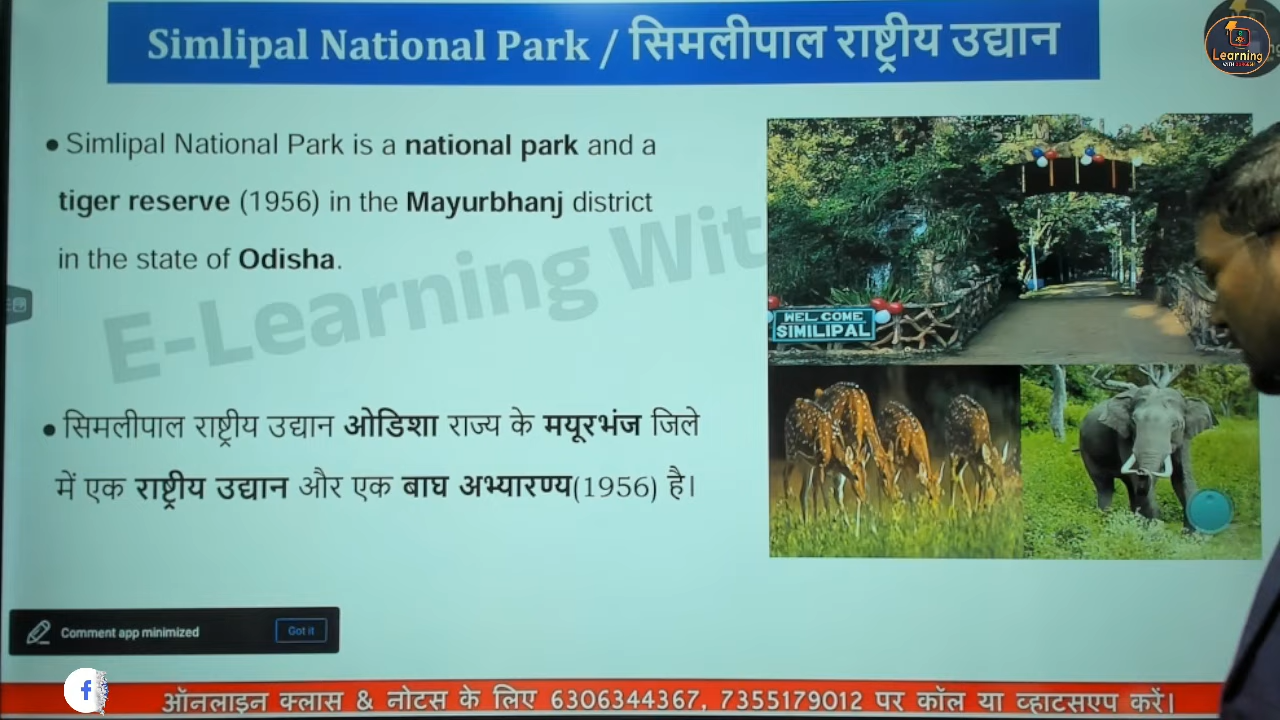 Simlipal National Park / सिमलीपाल राष्ट्रीय उद्यान
Learning
• Simlipal National Park is a national park and a
tiger reserve (1956) in the Mayurbhanj district
in the state of Odisha.
E-Learning Wit
WEL COME
SIMILIPAL
• सिमलीपाल राष्ट्रीय उद्यान ओडिशा राज्य के मयूरभंज जिले
में एक राष्ट्रीय उद्यान और एक बाघ अभ्यारण्य(1956) है।
Comment app minimized
Got it
ऑनलाइन क्लास & नोटस के लिए 6306344367, 7355179012 पर कॉल या व्हाटसएप करें।